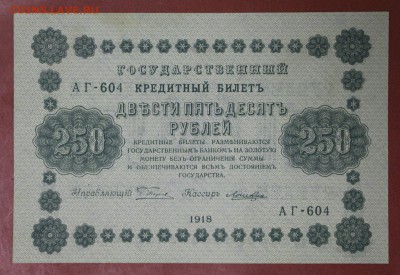 ГОСУДАРСТВЕННЫЙ
АГ-604 КРЕДИТНЫЙ БИЛЕТЪ
ДВѢСТИ ПЯТЬДЕСЯТЪ
РУБЛЕЙ
250 250
КРЕДИТНЫЕ БИЛЕТЫ РАЗМѢНИВАЮТСЯ
ГОСУДАРСТВЕННЫМЪ БАНКОМЪ НА ЗОЛОТУЮ
МОНЕТУ БЕЗЪ ОГРАНИЧЕНІЯ СУММЫ
И ОБЕЗПЕЧИВАЮТСЯ ВСѢМЪ ДОСТОЯНІЕМЪ
ГОСУДАРСТВА.
Управляющій Кассиръ
АГ-604
1918